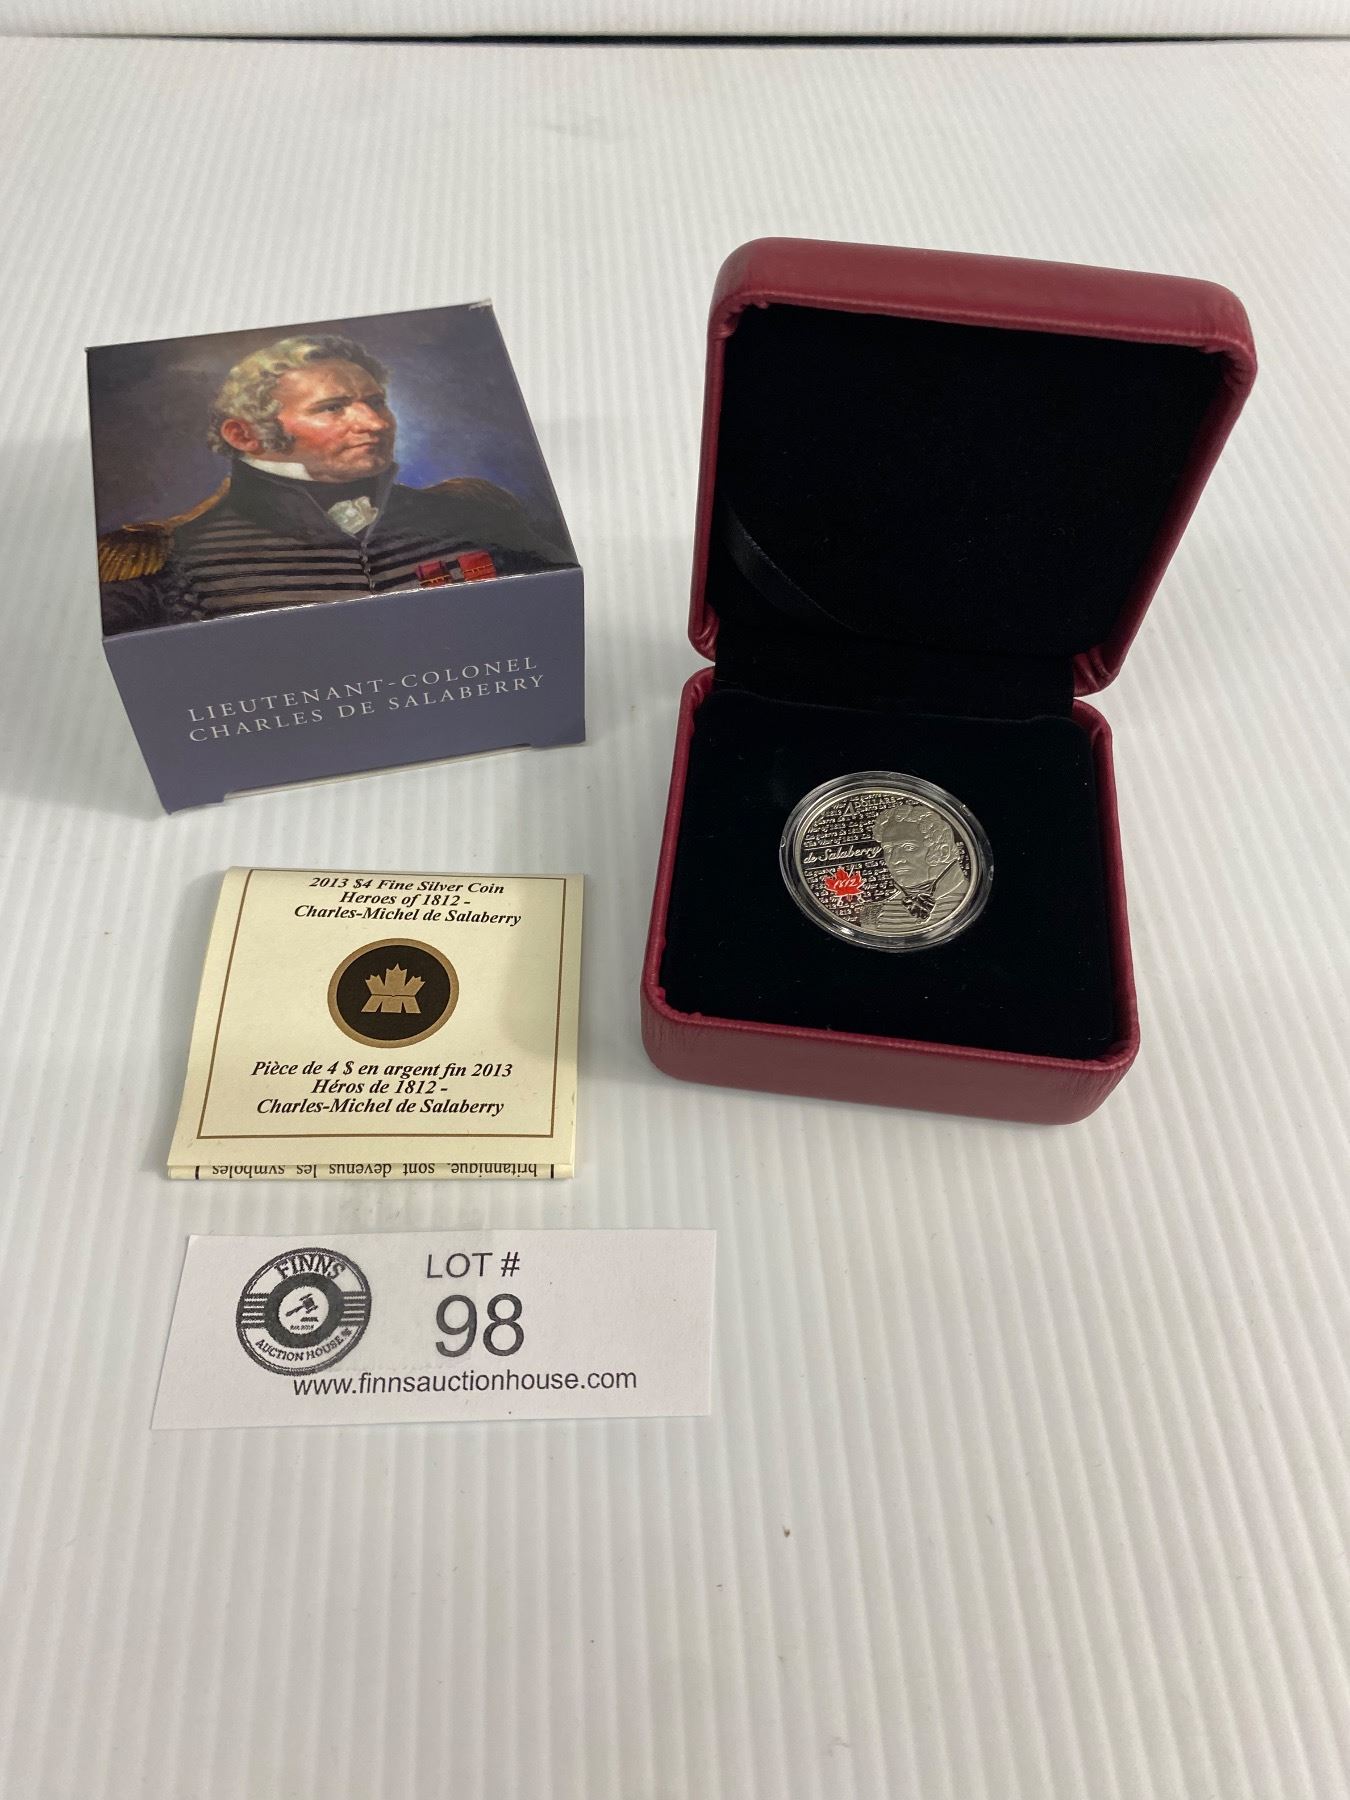 LIEUTENANT-COLONEL
CHARLES DE SALABERRY
4 DOLLARS
de Salaberry
1812
2013 $4 Fine Silver Coin
Heroes of 1812 -
Charles-Michel de Salaberry
Pièce de 4 $ en argent fin 2013
Héros de 1812 -
Charles-Michel de Salaberry
britannique, sont devenus les symboles
FINNS
AUCTION HOUSE
LOT #
98
www.finnsauctionhouse.com